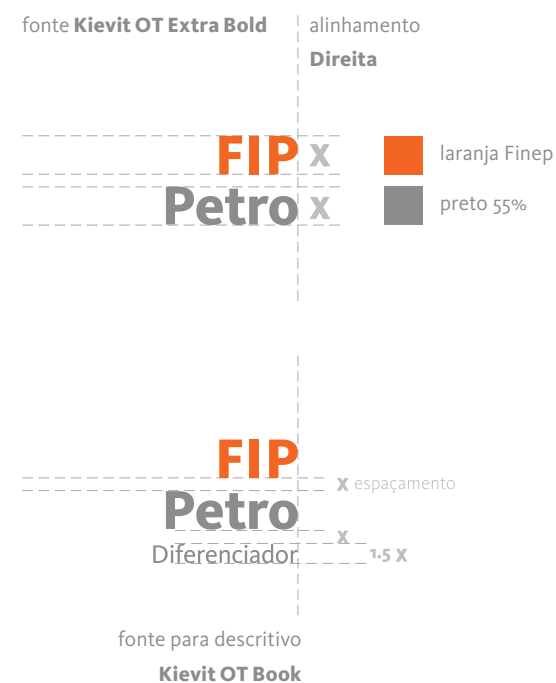 fonte Kievit OT Extra Bold
alinhamento
Direita
FIP X
laranja Finep
Petro X
preto 55%
FIP
X espaçamento
Petro
X
Diferenciador
1.5 X
fonte para descritivo
Kievit OT Book